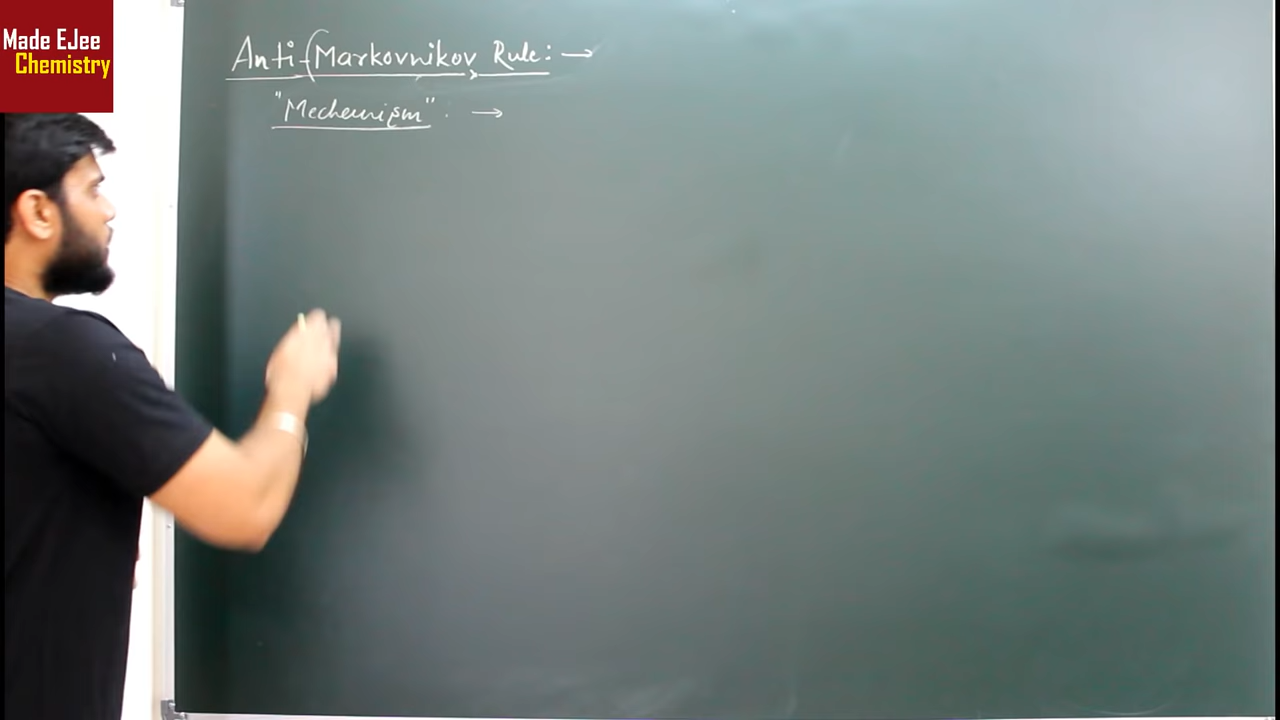 Made EJee
Chemistry
Anti-(Markovnikov Rule:→
"Mechanism": →